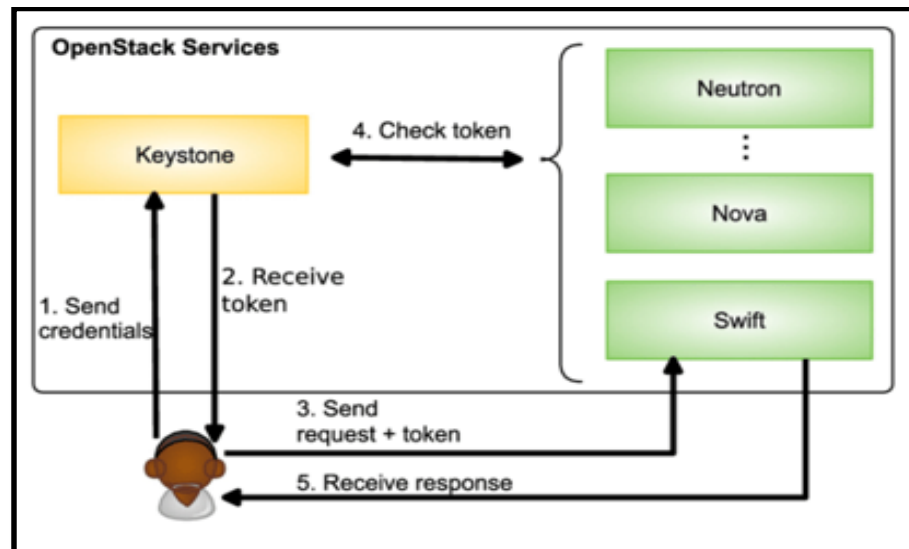 OpenStack Services
Neutron
4. Check token
Keystone
Nova
2. Receive
token
1. Send
credentials
Swift
3. Send
request + token
5. Receive response